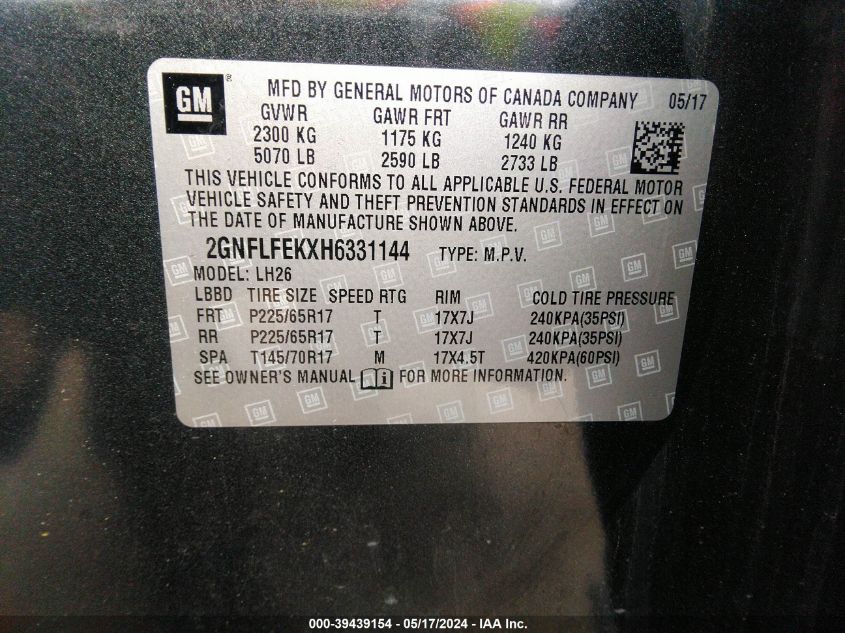 GM ® MFD BY GENERAL MOTORS OF CANADA COMPANY 05/17
GVWR GAWR FRT GAWR RR
2300 KG 1175 KG 1240 KG
5070 LB 2590 LB 2733 LB
THIS VEHICLE CONFORMS TO ALL APPLICABLE U.S. FEDERAL MOTOR
VEHICLE SAFETY AND THEFT PREVENTION STANDARDS IN EFFECT ON
THE DATE OF MANUFACTURE SHOWN ABOVE.
2GNFLFEKXH6331144 TYPE: M.P.V.
MODEL: LH26
LBBD TIRE SIZE SPEED RTG RIM COLD TIRE PRESSURE
FRT P225/65R17 T 17X7J 240KPA(35PSI)
RR P225/65R17 T 17X7J 240KPA(35PSI)
SPA T145/70R17 M 17X4.5T 420KPA(60PSI)
SEE OWNER'S MANUAL FOR MORE INFORMATION.
000-39439154 - 05/17/2024 - IAA Inc.